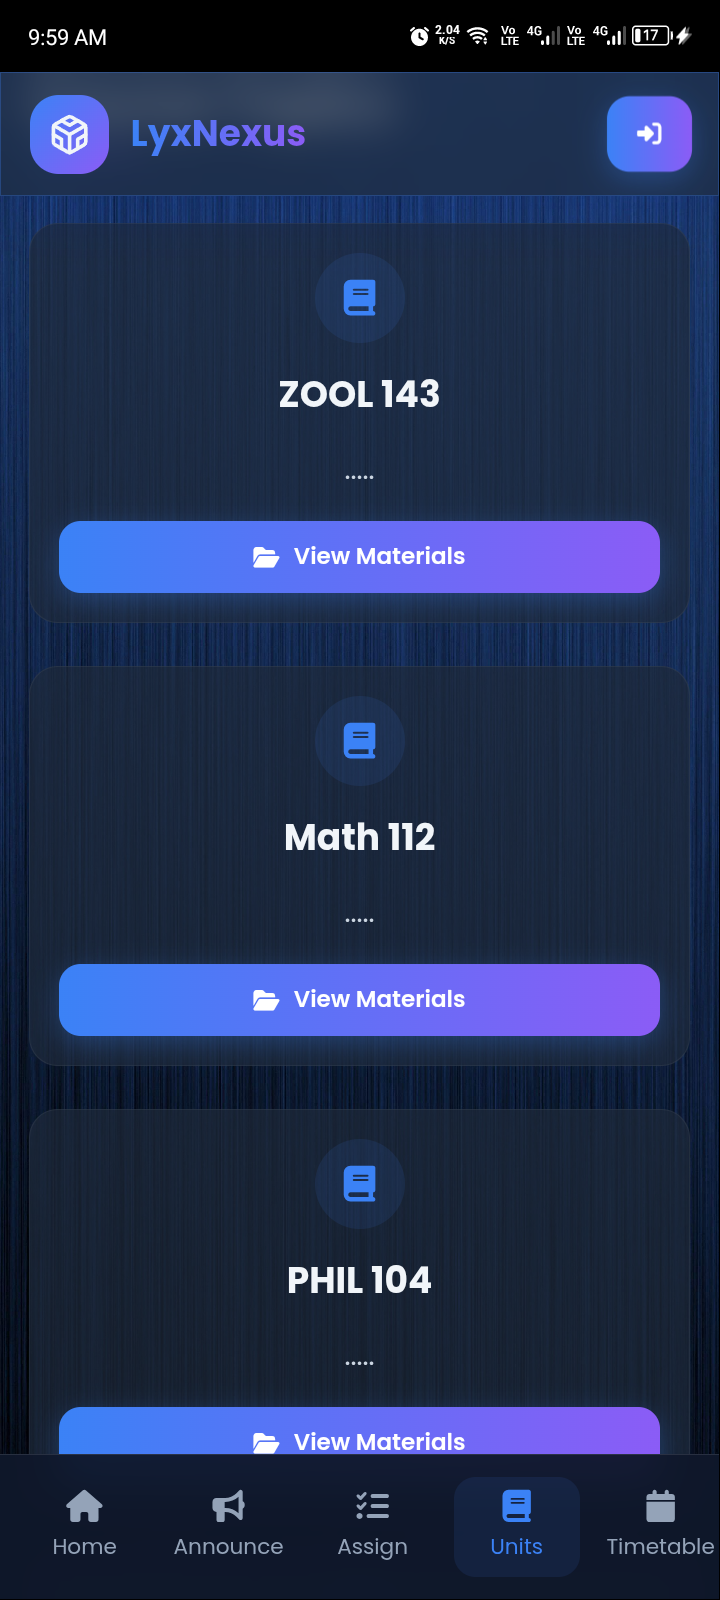 9:59 AM
2.04 K/S
Vo LTE
4G
Vo LTE
4G
17
LyxNexus
ZOOL 143
.....
View Materials
Math 112
.....
View Materials
PHIL 104
.....
View Materials
Home
Announce
Assign
Units
Timetable